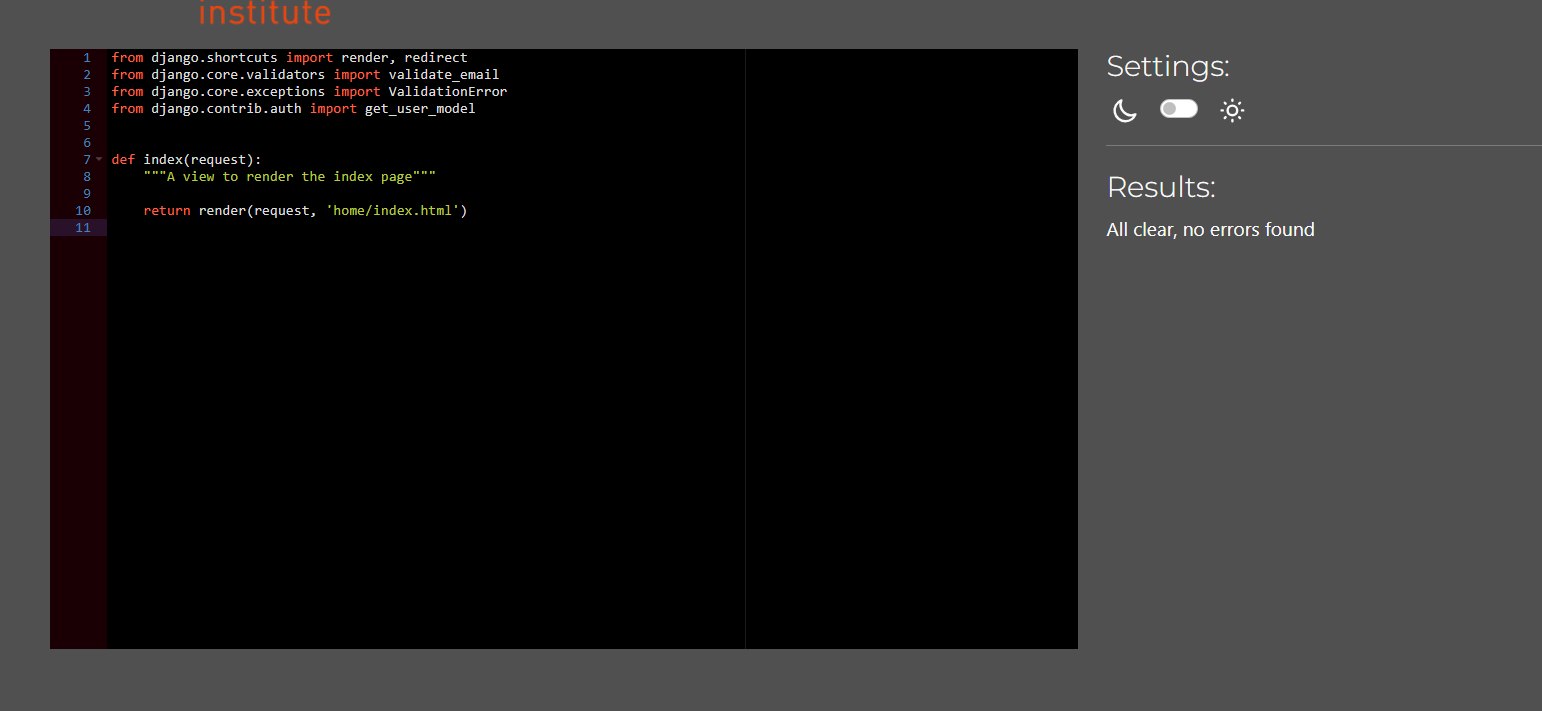 institute
1 from django.shortcuts import render, redirect
2 from django.core.validators import validate_email
3 from django.core.exceptions import ValidationError
4 from django.contrib.auth import get_user_model
5
6
7 def index(request):
8     """A view to render the index page"""
9
10     return render(request, 'home/index.html')
11
Settings:
Results:
All clear, no errors found